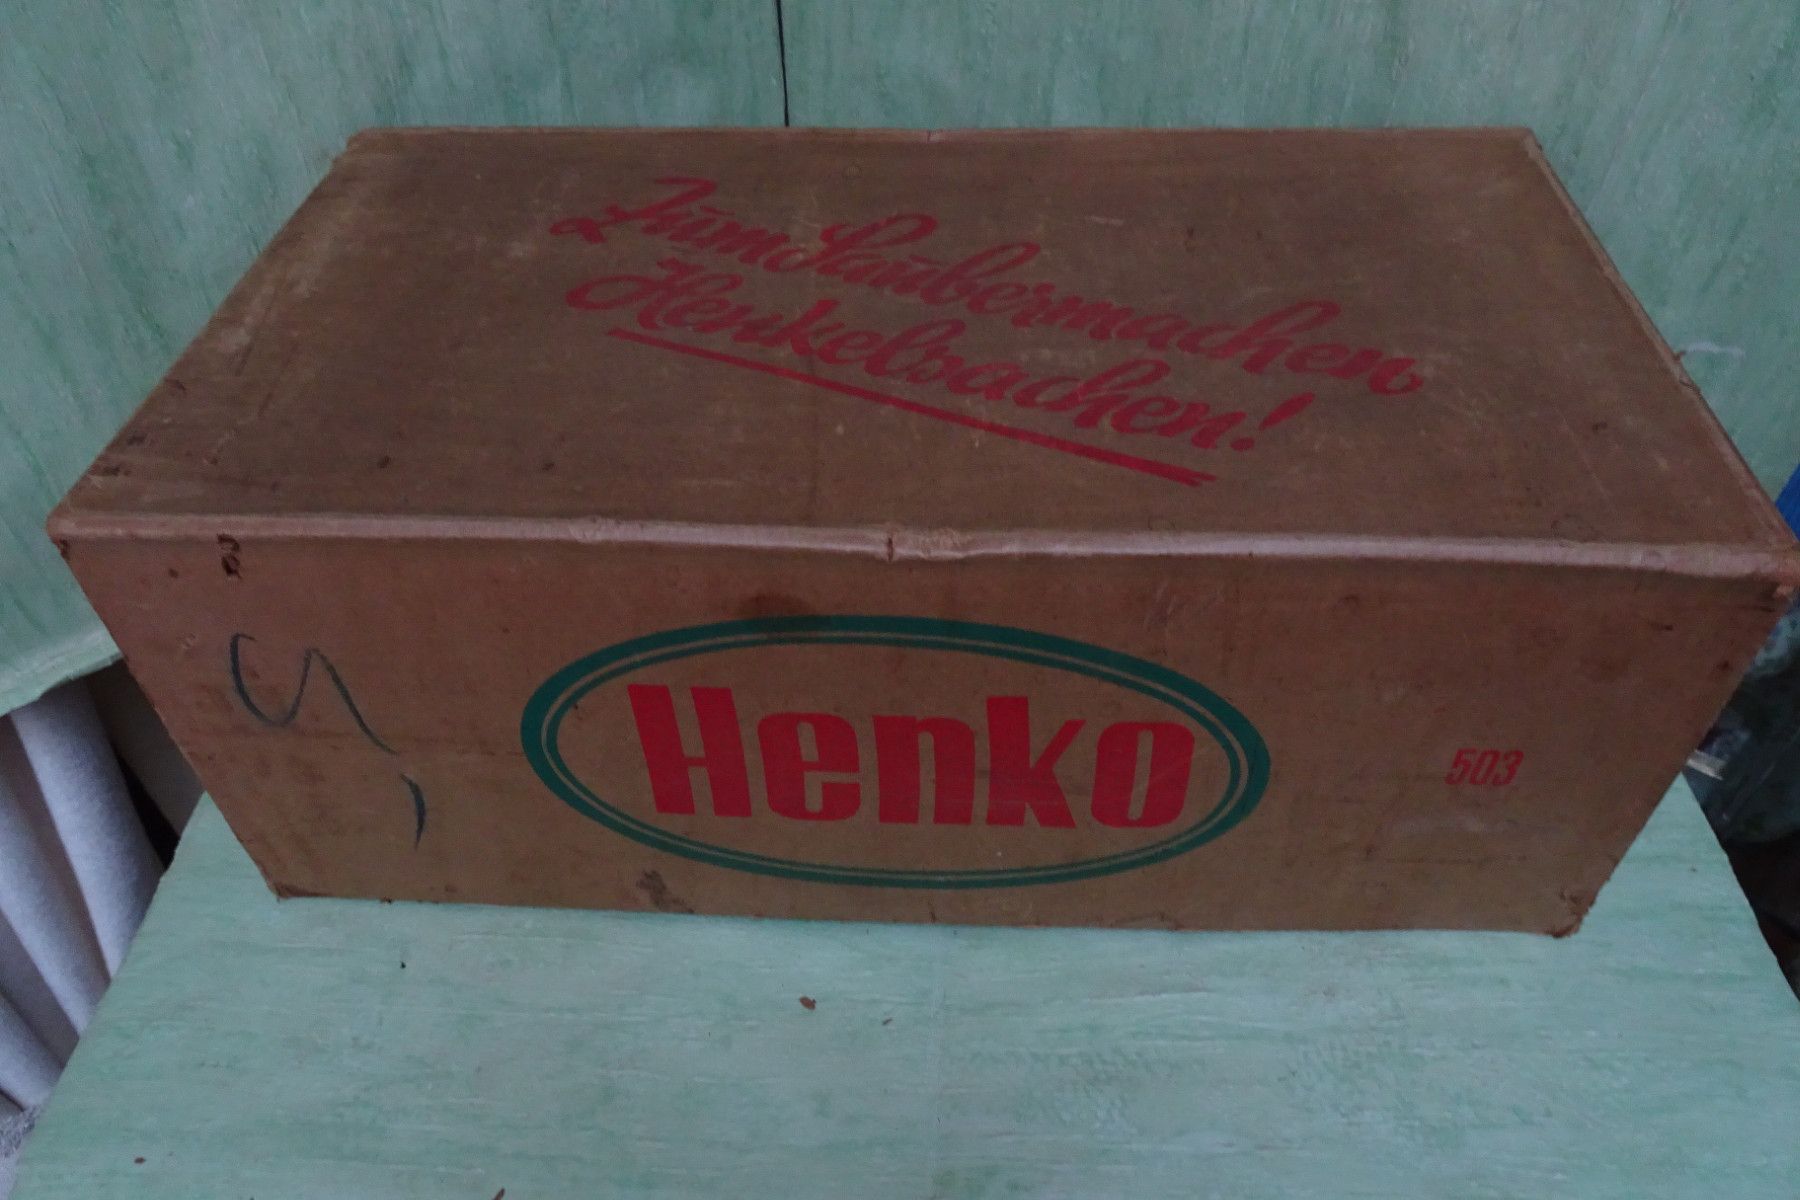 Zum Saubermachen
Henkelsachen!
Henko
503